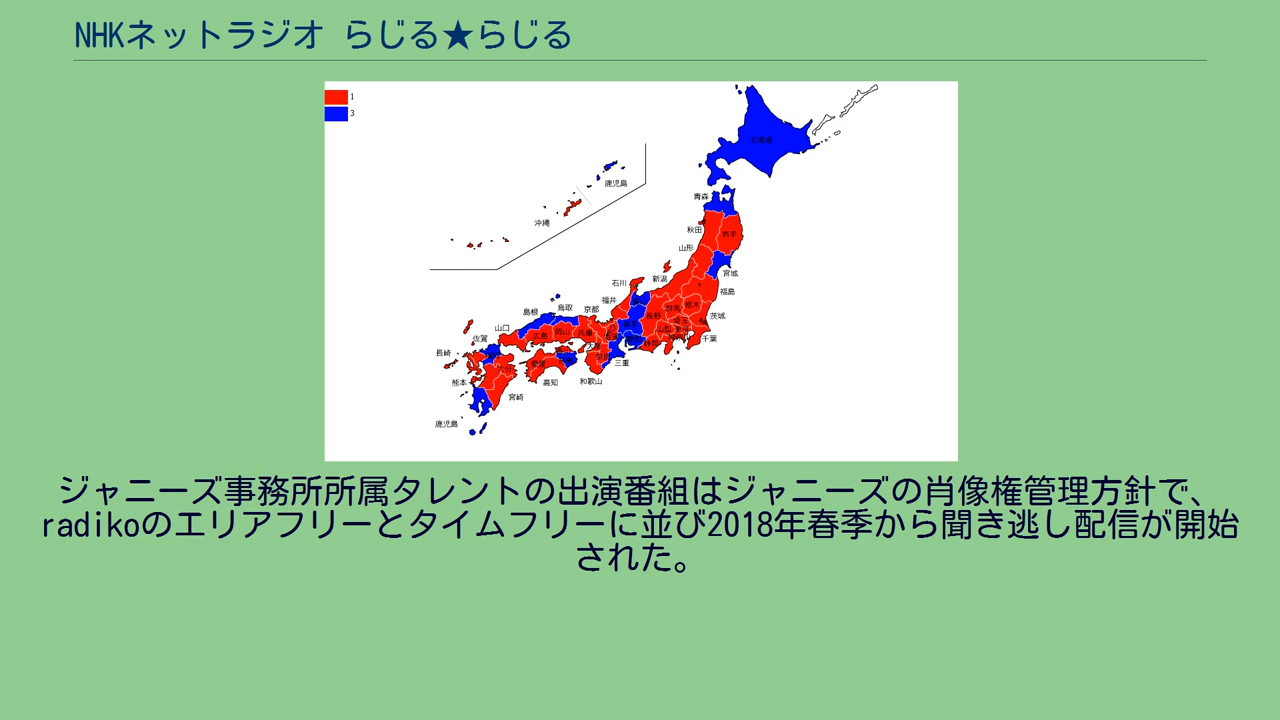 NHKネットラジオ らじる★らじる
1
3
北海道
鹿児島
青森
沖縄
秋田
岩手
山形
宮城
石川
新潟
福島
福井
鳥取
京都
群馬
栃木
島根
長野
茨城
山口
埼玉
広島
岡山
兵庫
山梨
佐賀
静岡
千葉
長崎
三重
高知
和歌山
熊本
宮崎
鹿児島
ジャニーズ事務所所属タレントの出演番組はジャニーズの肖像権管理方針で、
radikoのエリアフリーとタイムフリーに並び2018年春季から聞き逃し配信が開始
された。